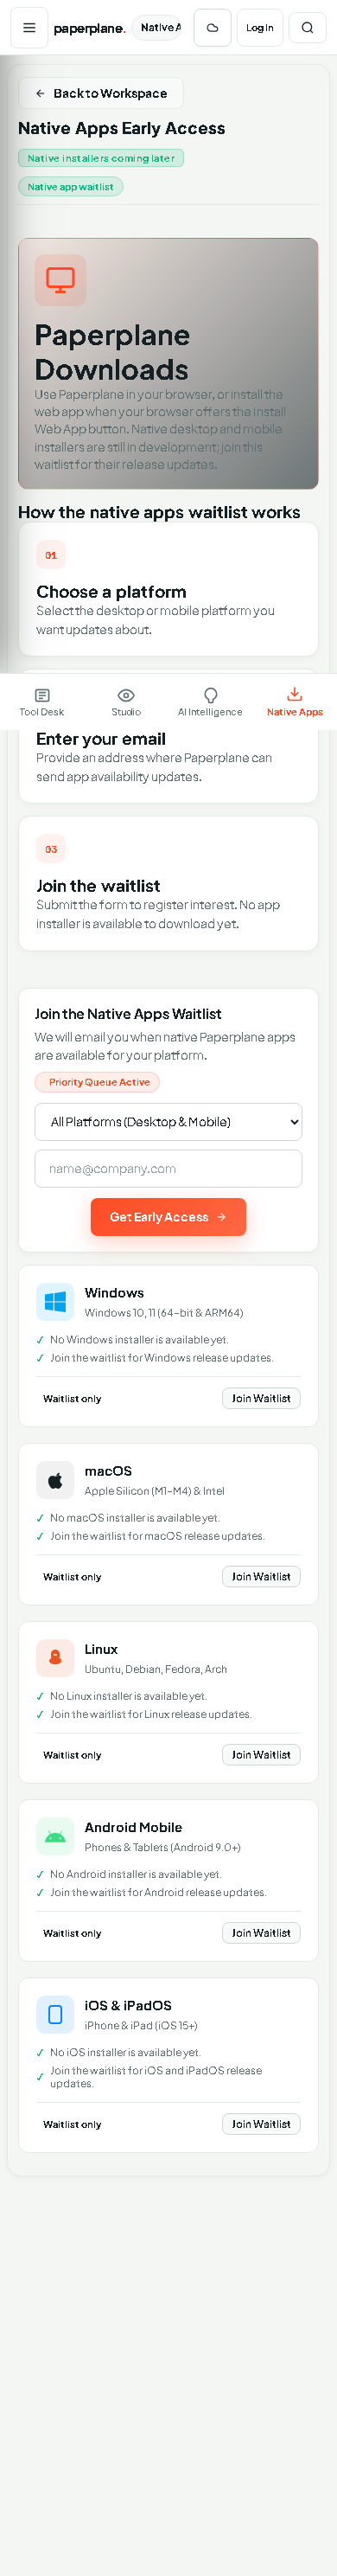 paperplane.
Native A
Log In
Back to Workspace
Native Apps Early Access
Native installers coming later
Native app waitlist
Paperplane
Downloads
Use Paperplane in your browser, or install the
web app when your browser offers the Install
Web App button. Native desktop and mobile
installers are still in development; join this
waitlist for their release updates.
How the native apps waitlist works
01
Choose a platform
Select the desktop or mobile platform you
want updates about.
Tool Desk
Studio
AI Intelligence
Native Apps
Enter your email
Provide an address where Paperplane can
send app availability updates.
03
Join the waitlist
Submit the form to register interest. No app
installer is available to download yet.
Join the Native Apps Waitlist
We will email you when native Paperplane apps
are available for your platform.
Priority Queue Active
All Platforms (Desktop & Mobile)
name@company.com
Get Early Access →
Windows
Windows 10, 11 (64-bit & ARM64)
✓ No Windows installer is available yet.
✓ Join the waitlist for Windows release updates.
Waitlist only
Join Waitlist
macOS
Apple Silicon (M1-M4) & Intel
✓ No macOS installer is available yet.
✓ Join the waitlist for macOS release updates.
Waitlist only
Join Waitlist
Linux
Ubuntu, Debian, Fedora, Arch
✓ No Linux installer is available yet.
✓ Join the waitlist for Linux release updates.
Waitlist only
Join Waitlist
Android Mobile
Phones & Tablets (Android 9.0+)
✓ No Android installer is available yet.
✓ Join the waitlist for Android release updates.
Waitlist only
Join Waitlist
iOS & iPadOS
iPhone & iPad (iOS 15+)
✓ No iOS installer is available yet.
✓ Join the waitlist for iOS and iPadOS release
updates.
Waitlist only
Join Waitlist